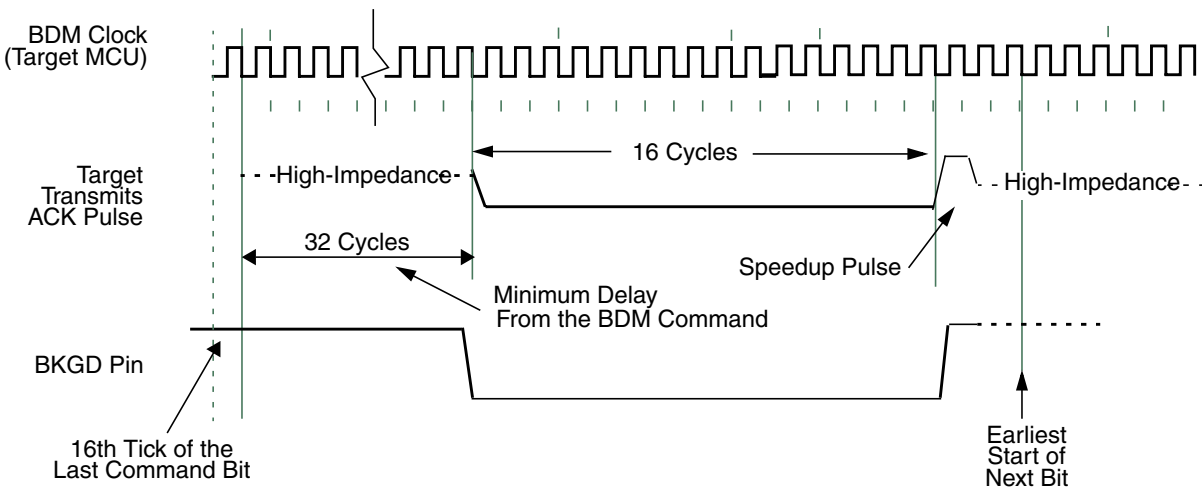 BDM Clock
(Target MCU)
16 Cycles
Target
Transmits
ACK Pulse
High-Impedance
High-Impedance
32 Cycles
Speedup Pulse
Minimum Delay
From the BDM Command
BKGD Pin
16th Tick of the
Last Command Bit
Earliest
Start of
Next Bit